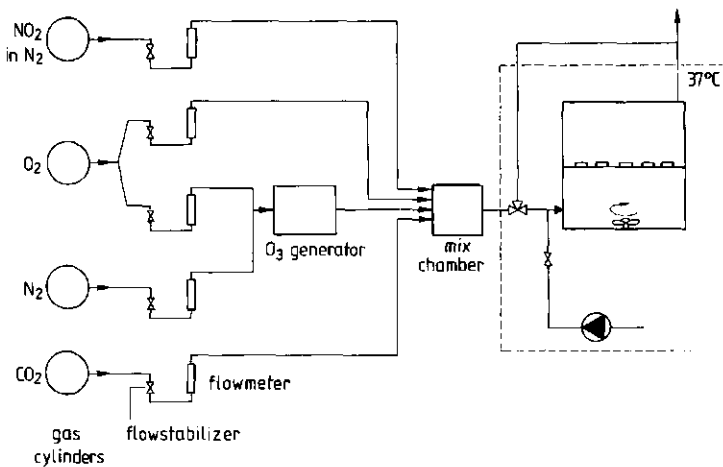 NO₂
in N₂
37°C
O₂
O₃ generator
mix
chamber
N₂
CO₂
flowmeter
gas
cylinders
flowstabilizer